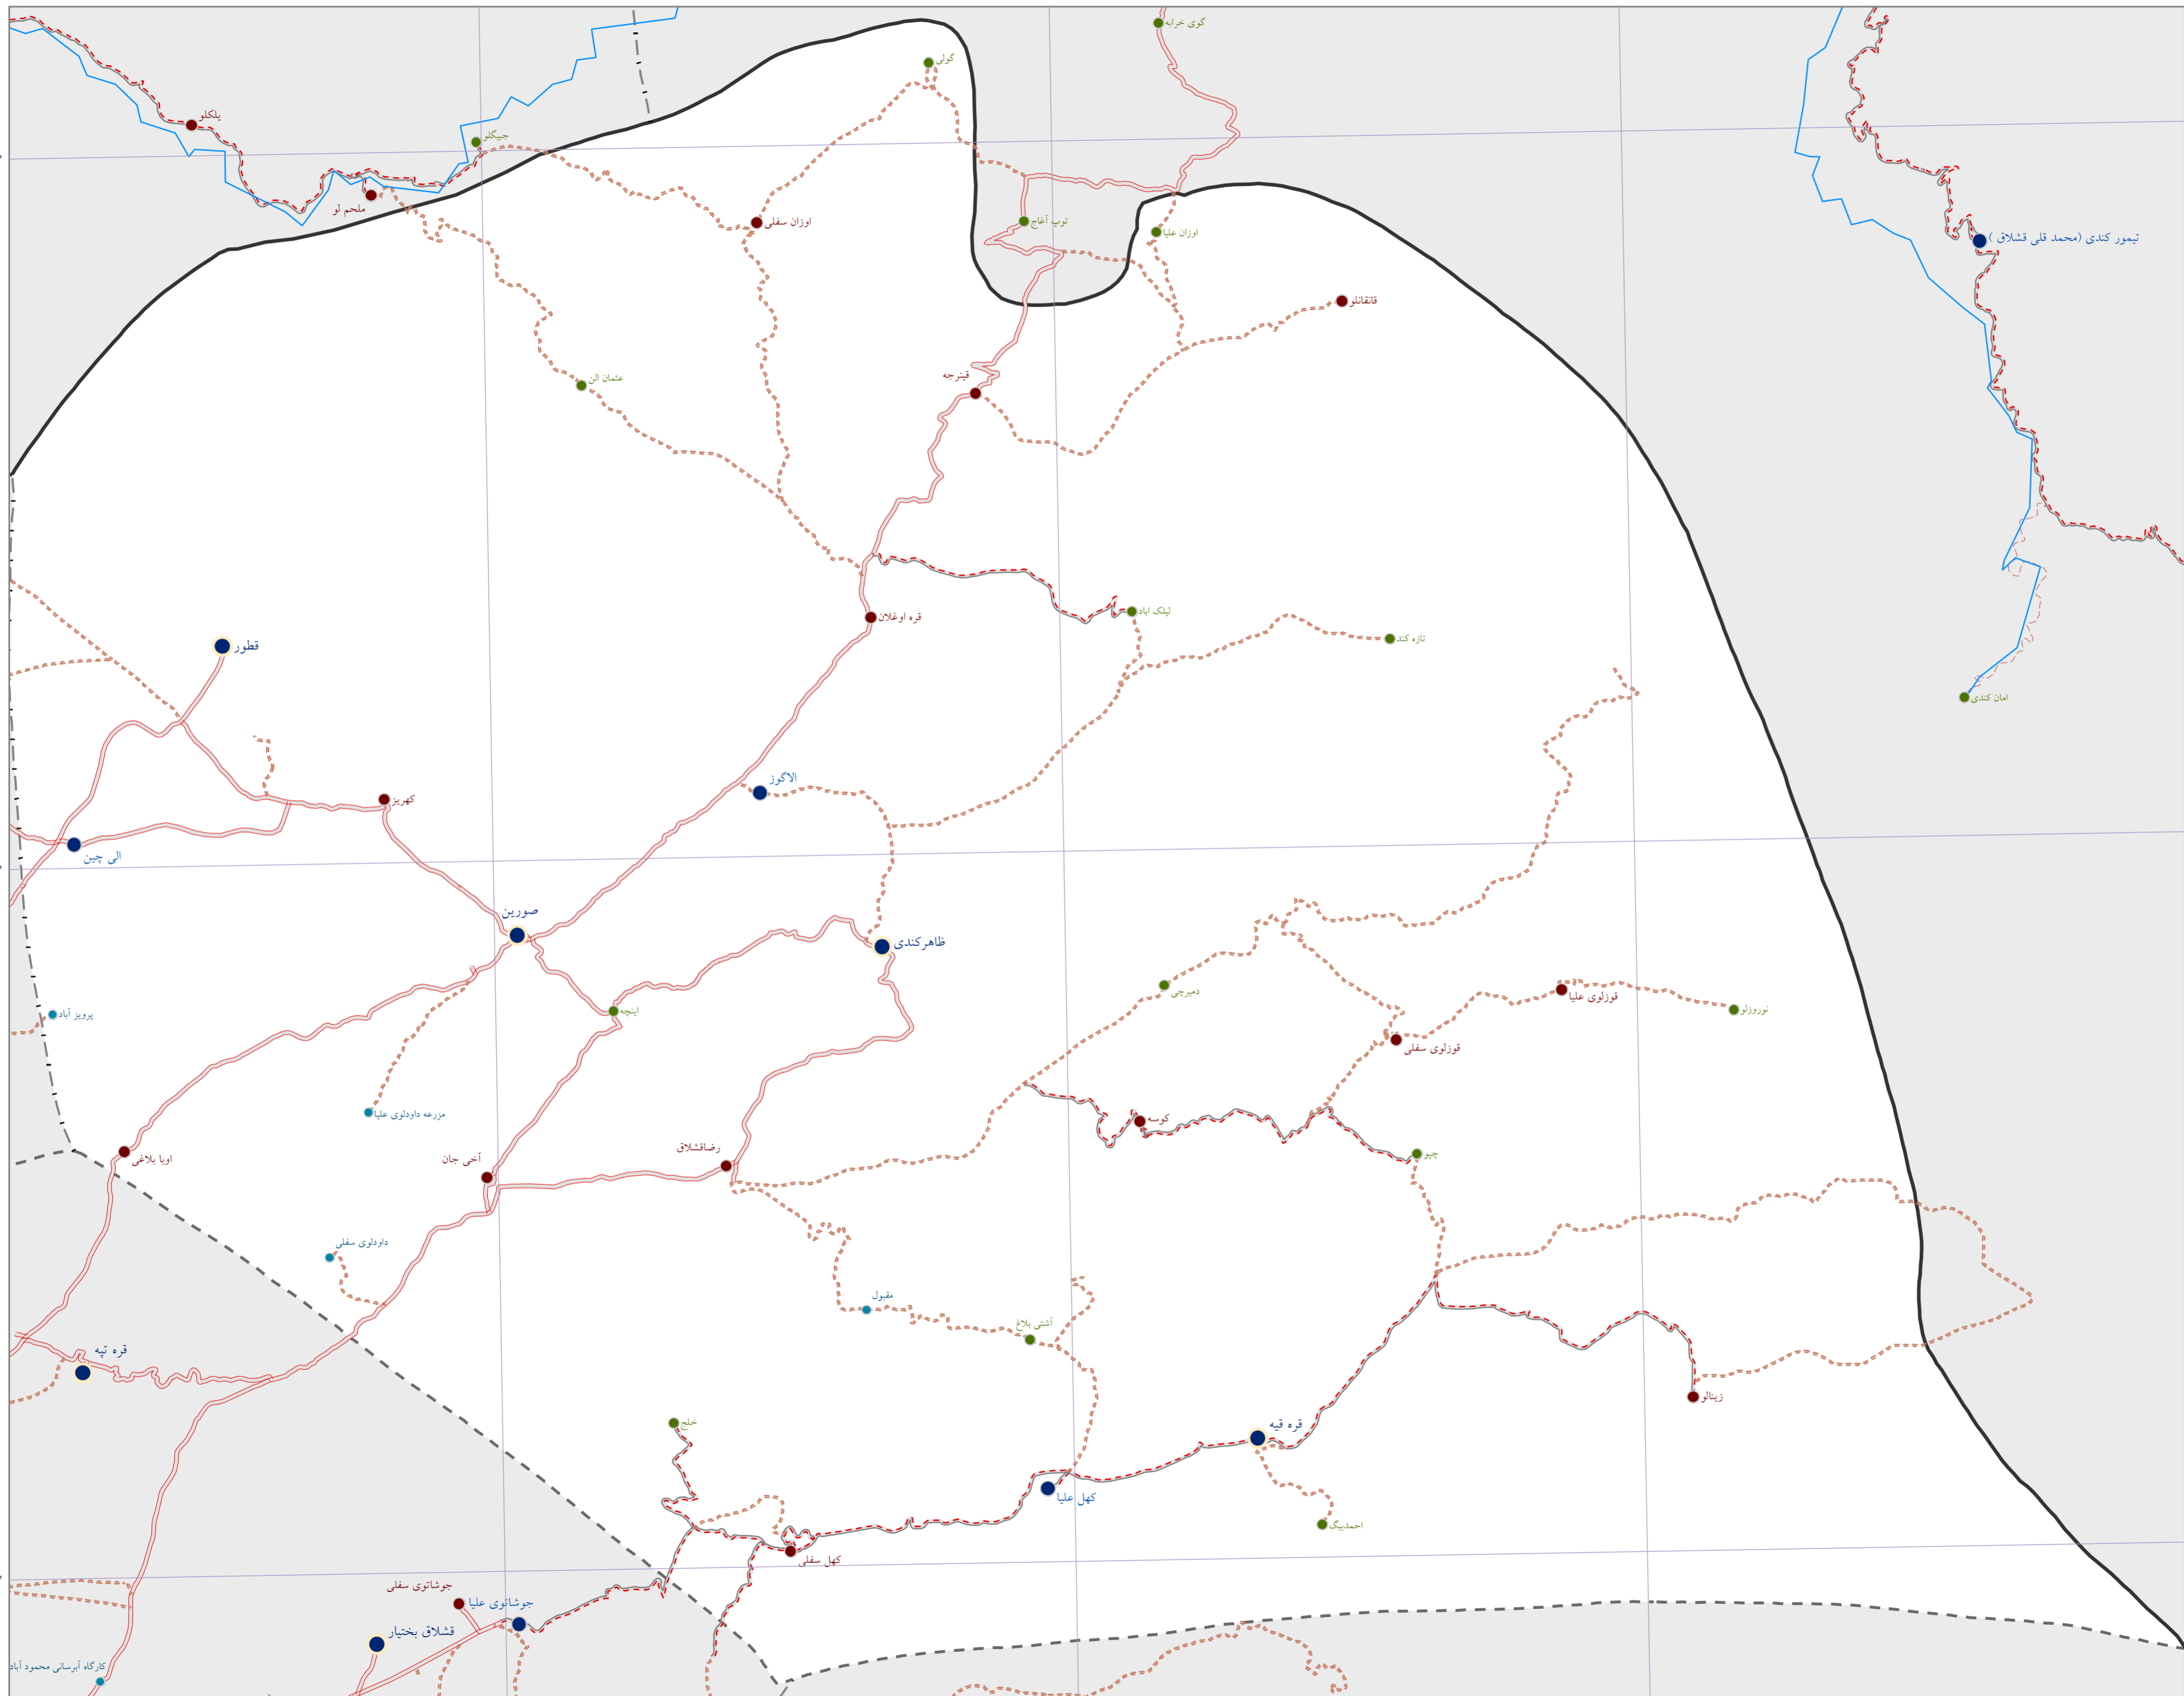 گوی خرابه
گولی
یلکلو
جبیگلو
ملحم لو
اوزان سفلی
توپ آغاج
اوزان علیا
تیمور کندی (محمد قلی قشلاق )
قانقانلو
قینرجه
عثمان الن
لیلک اباد
قره اوغلان
تازه کند
قطور
امان کندی
الاگوز
کهریز
الی چین
صورین
ظاهرکندی
دمیرچی
قوزلوی علیا
نوروزلو
پرویز آباد
اینچه
قوزلوی سفلی
مزرعه داودلوی علیا
کوسه
رضاقشلاق
چپو
اوبا بلاغی
آخی جان
داودلوی سفلی
مقبول
آشتی بلاغ
قره تپه
زینالو
خلج
قره قیه
کهل علیا
احمدبیگ
کهل سفلی
جوشاتوی سفلی
جوشاتوی علیا
قشلاق بختیار
کارگاه آبرسانی محمود آباد